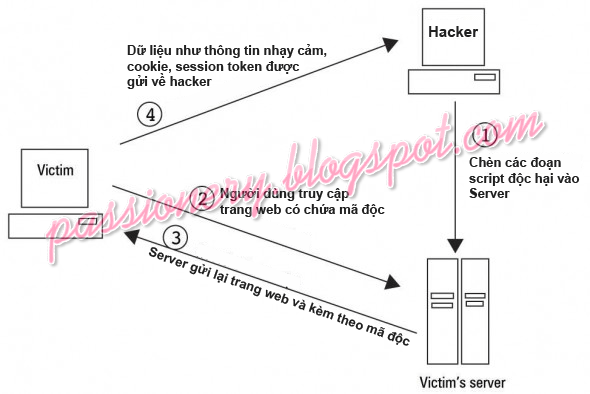 Hacker
Dữ liệu như thông tin nhạy cảm,
cookie, session token được
gửi về hacker
④
①
Chèn các đoạn
script độc hại vào
Server
Victim
② Người dùng truy cập
trang web có chứa mã độc
③
Server gửi lại trang web và kèm theo mã độc
Victim's server
passionery.blogspot.com